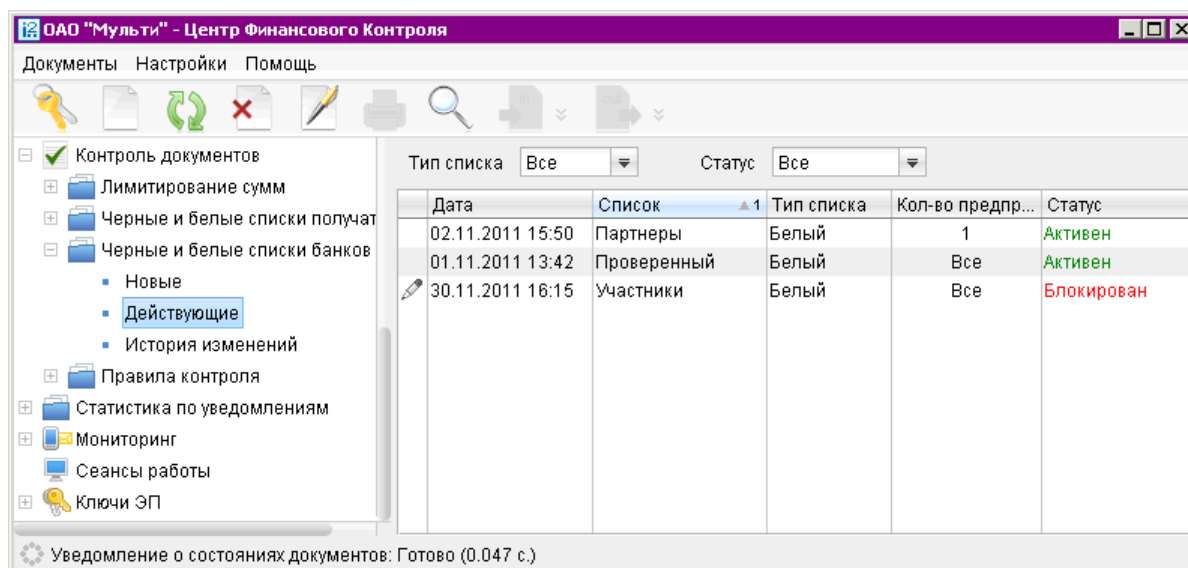 ОАО "Мульти" - Центр Финансового Контроля
Документы Настройки Помощь
in out
Контроль документов
Лимитирование сумм
Черные и белые списки получат
Черные и белые списки банков
Новые
Действующие
История изменений
Правила контроля
Статистика по уведомлениям
Мониторинг
Сеансы работы
Ключи ЭП
Тип списка Все Статус Все
Дата Список 1 Тип списка Кол-во предпр... Статус
02.11.2011 15:50 Партнеры Белый 1 Активен
01.11.2011 13:42 Проверенный Белый Все Активен
30.11.2011 16:15 Участники Белый Все Блокирован
Уведомление о состояниях документов: Готово (0.047 с.)